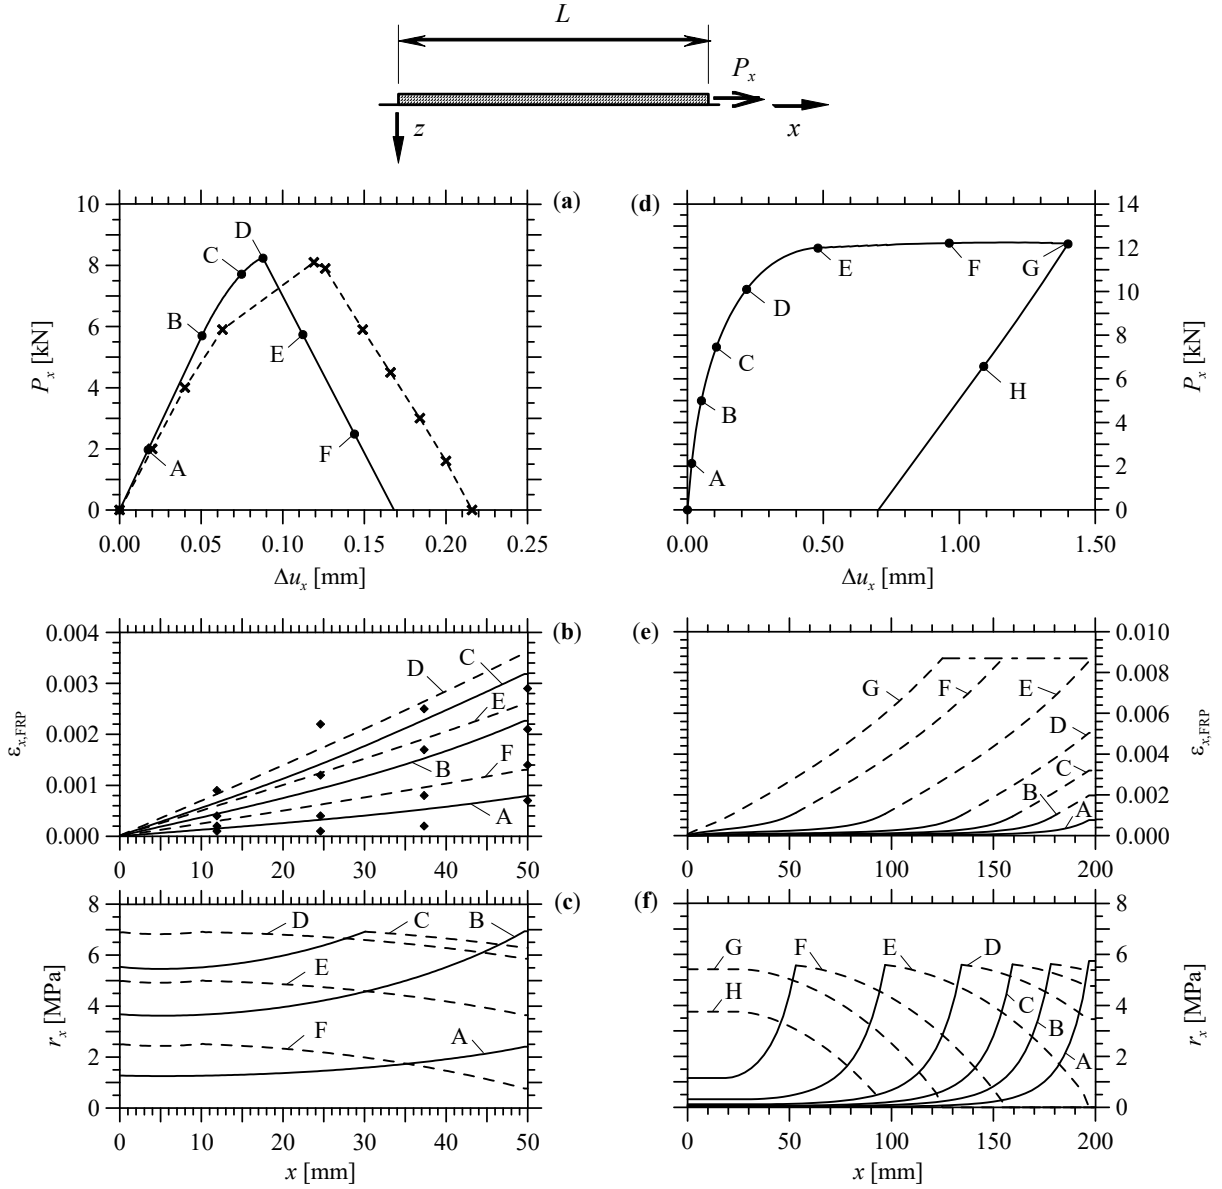 L
P_x
x
z
(a)
10
8
6
4
2
0
P_x [kN]
A
B
C
D
E
F
0.00 0.05 0.10 0.15 0.20 0.25
Δu_x [mm]
(d)
14
12
10
8
6
4
2
0
P_x [kN]
A
B
C
D
E
F
G
H
0.00 0.50 1.00 1.50
Δu_x [mm]
(b)
0.004
0.003
0.002
0.001
0.000
ε_x,FRP
D
C
E
B
F
A
0 10 20 30 40 50
(e)
0.010
0.008
0.006
0.004
0.002
0.000
ε_x,FRP
G
F
E
D
C
B
A
0 50 100 150 200
(c)
8
6
4
2
0
r_x [MPa]
D
C
B
E
F
A
0 10 20 30 40 50
x [mm]
(f)
8
6
4
2
0
r_x [MPa]
G
F
E
D
H
C
B
A
0 50 100 150 200
x [mm]